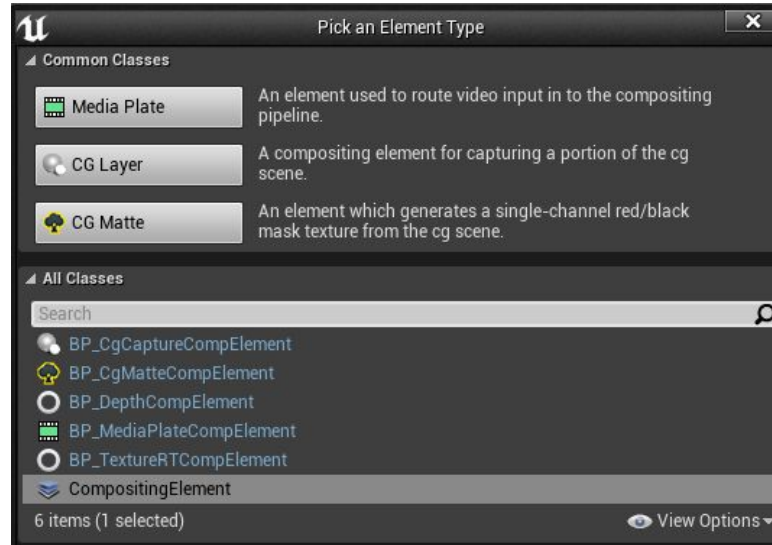 Pick an Element Type
Common Classes
Media Plate
An element used to route video input in to the compositing
pipeline.
CG Layer
A compositing element for capturing a portion of the cg
scene.
CG Matte
An element which generates a single-channel red/black
mask texture from the cg scene.
All Classes
Search
BP_CgCaptureCompElement
BP_CgMatteCompElement
BP_DepthCompElement
BP_MediaPlateCompElement
BP_TextureRTCompElement
CompositingElement
6 items (1 selected)
View Options